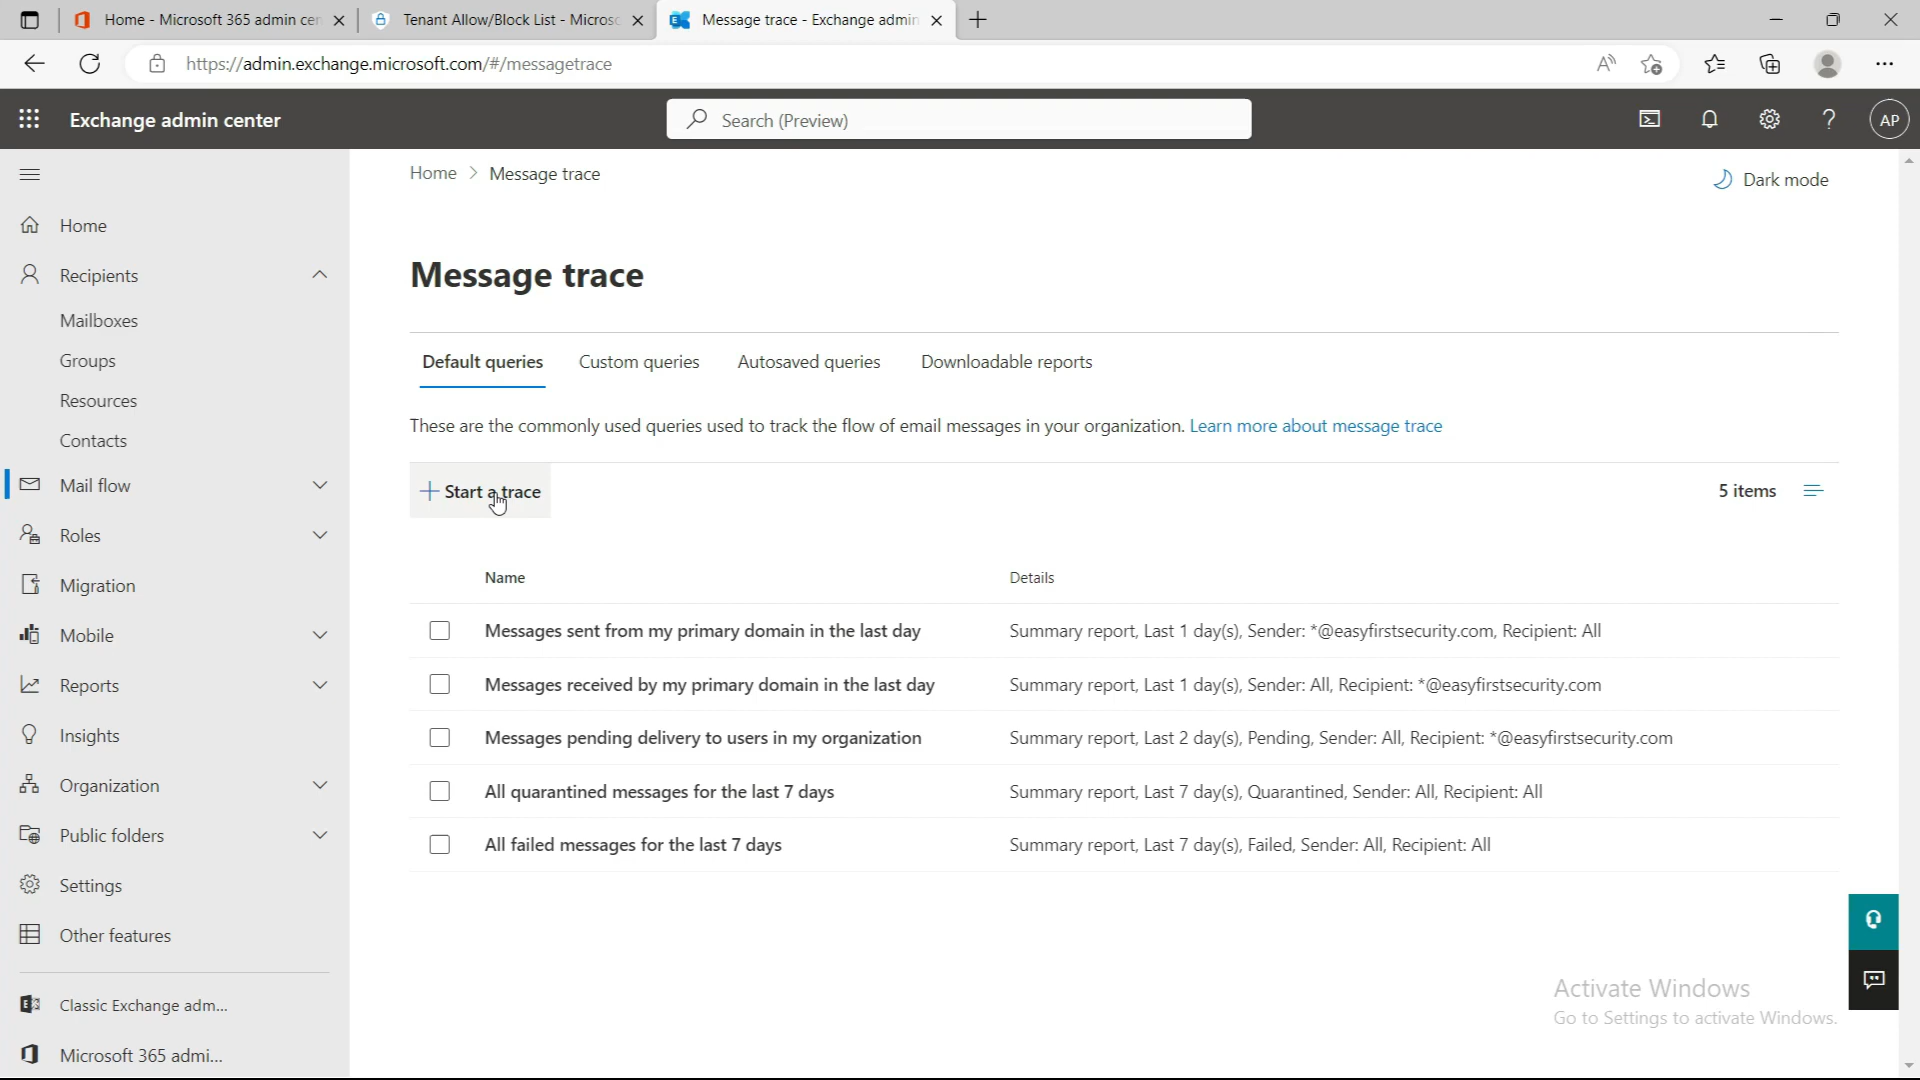 Home - Microsoft 365 admin cen
Tenant Allow/Block List - Micros
Message trace - Exchange admin
https://admin.exchange.microsoft.com/#/messagetrace
Exchange admin center
Search (Preview)
AP
Home > Message trace
Dark mode
Home
Recipients
Mailboxes
Groups
Resources
Contacts
Mail flow
Roles
Migration
Mobile
Reports
Insights
Organization
Public folders
Settings
Other features
Classic Exchange adm...
Microsoft 365 admi...
Message trace
Default queries
Custom queries
Autosaved queries
Downloadable reports
These are the commonly used queries used to track the flow of email messages in your organization. Learn more about message trace
Start a trace
5 items
Name
Details
Messages sent from my primary domain in the last day
Summary report, Last 1 day(s), Sender: *@easyfirstsecurity.com, Recipient: All
Messages received by my primary domain in the last day
Summary report, Last 1 day(s), Sender: All, Recipient: *@easyfirstsecurity.com
Messages pending delivery to users in my organization
Summary report, Last 2 day(s), Pending, Sender: All, Recipient: *@easyfirstsecurity.com
All quarantined messages for the last 7 days
Summary report, Last 7 day(s), Quarantined, Sender: All, Recipient: All
All failed messages for the last 7 days
Summary report, Last 7 day(s), Failed, Sender: All, Recipient: All
Activate Windows
Go to Settings to activate Windows.